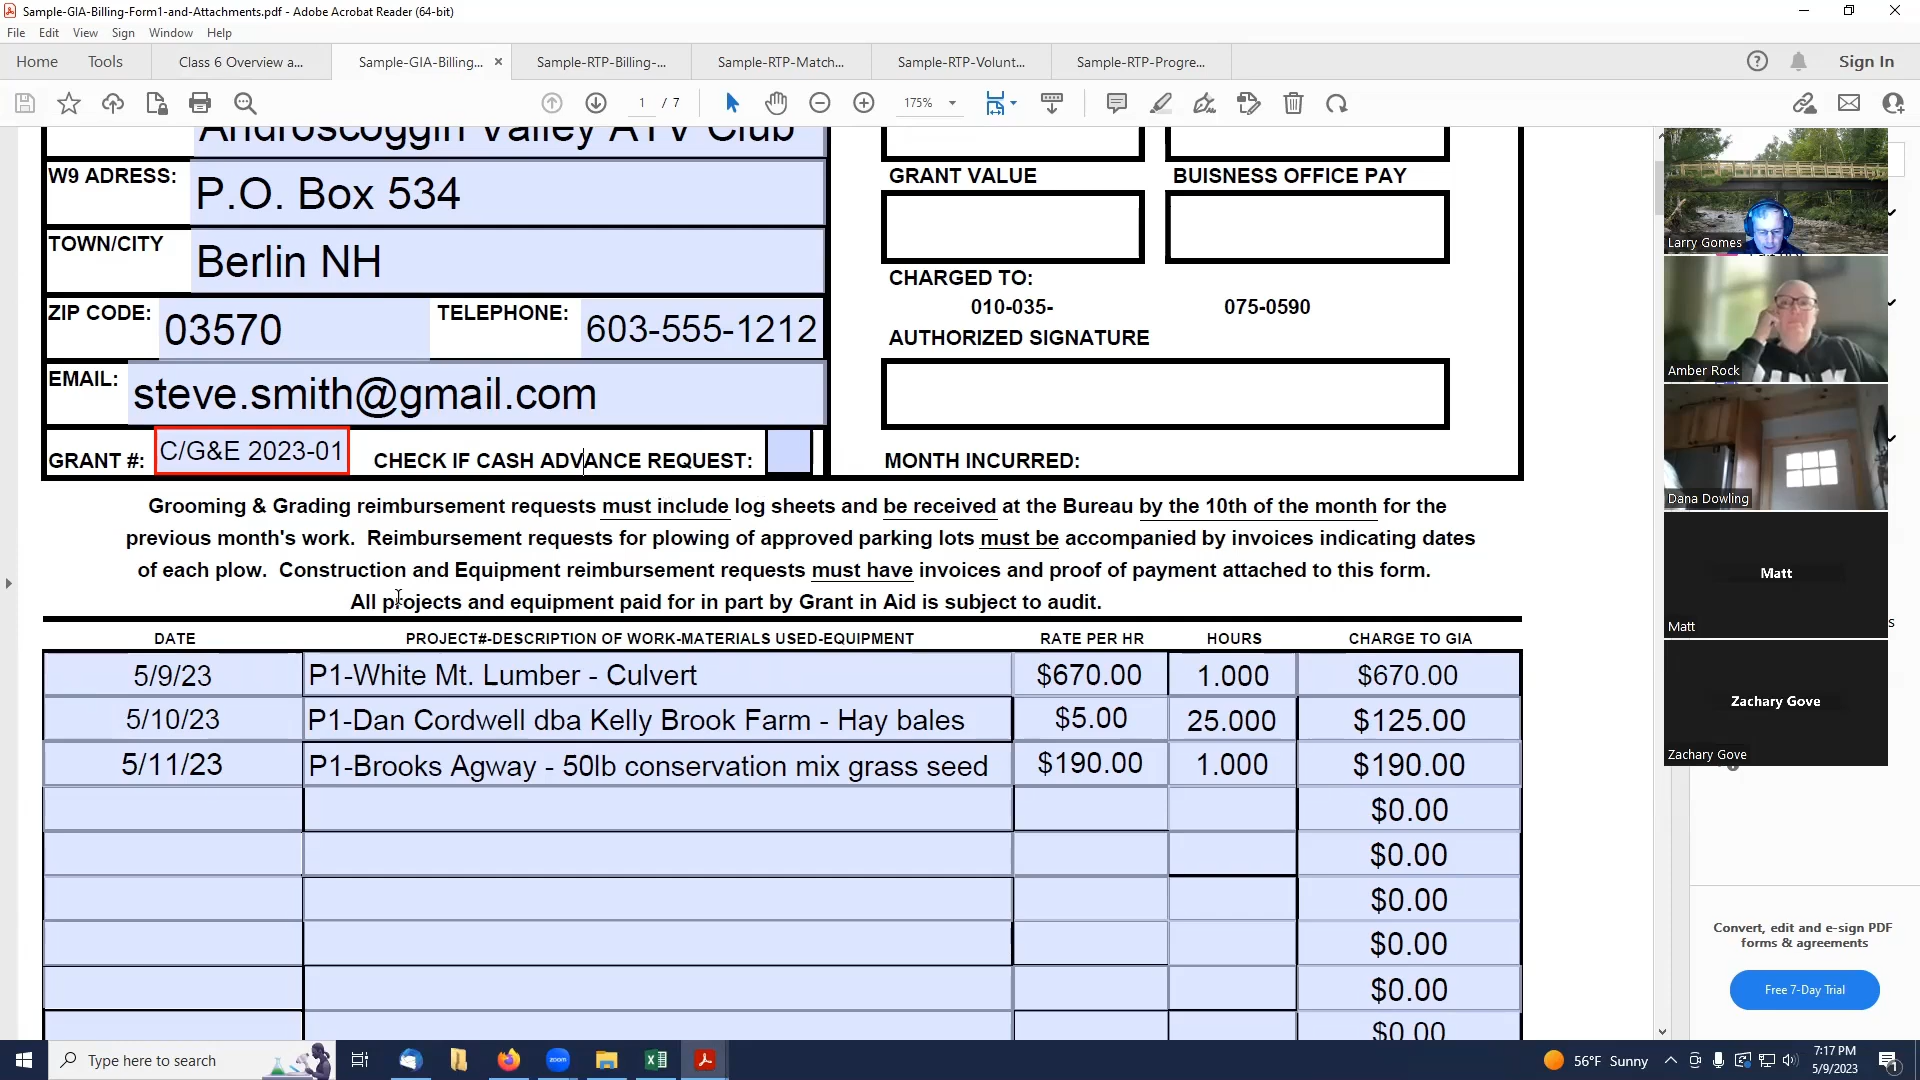 Sample-GIA-Billing-Form1-and-Attachments.pdf - Adobe Acrobat Reader (64-bit)
File Edit View Sign Window Help
Home Tools Class 6 Overview a... Sample-GIA-Billing... × Sample-RTP-Billing-... Sample-RTP-Match... Sample-RTP-Volunt... Sample-RTP-Progre... Sign In
1 / 7 175%
Androscoggin Valley ATV Club
W9 ADRESS: P.O. Box 534
TOWN/CITY Berlin NH
ZIP CODE: 03570 TELEPHONE: 603-555-1212
EMAIL: steve.smith@gmail.com
GRANT #: C/G&E 2023-01 CHECK IF CASH ADVANCE REQUEST:
GRANT VALUE BUISNESS OFFICE PAY
CHARGED TO:
010-035- 075-0590
AUTHORIZED SIGNATURE
MONTH INCURRED:
Grooming & Grading reimbursement requests must include log sheets and be received at the Bureau by the 10th of the month for the
previous month's work. Reimbursement requests for plowing of approved parking lots must be accompanied by invoices indicating dates
of each plow. Construction and Equipment reimbursement requests must have invoices and proof of payment attached to this form.
All projects and equipment paid for in part by Grant in Aid is subject to audit.
DATE PROJECT#-DESCRIPTION OF WORK-MATERIALS USED-EQUIPMENT RATE PER HR HOURS CHARGE TO GIA
5/9/23 P1-White Mt. Lumber - Culvert $670.00 1.000 $670.00
5/10/23 P1-Dan Cordwell dba Kelly Brook Farm - Hay bales $5.00 25.000 $125.00
5/11/23 P1-Brooks Agway - 50lb conservation mix grass seed $190.00 1.000 $190.00
$0.00
$0.00
$0.00
$0.00
$0.00
$0.00
Larry Gomes
Amber Rock
Dana Dowling
Matt
Matt
Zachary Gove
Zachary Gove
Convert, edit and e-sign PDF
forms & agreements
Free 7-Day Trial
Type here to search
zoom
56°F Sunny
7:17 PM
5/9/2023
1